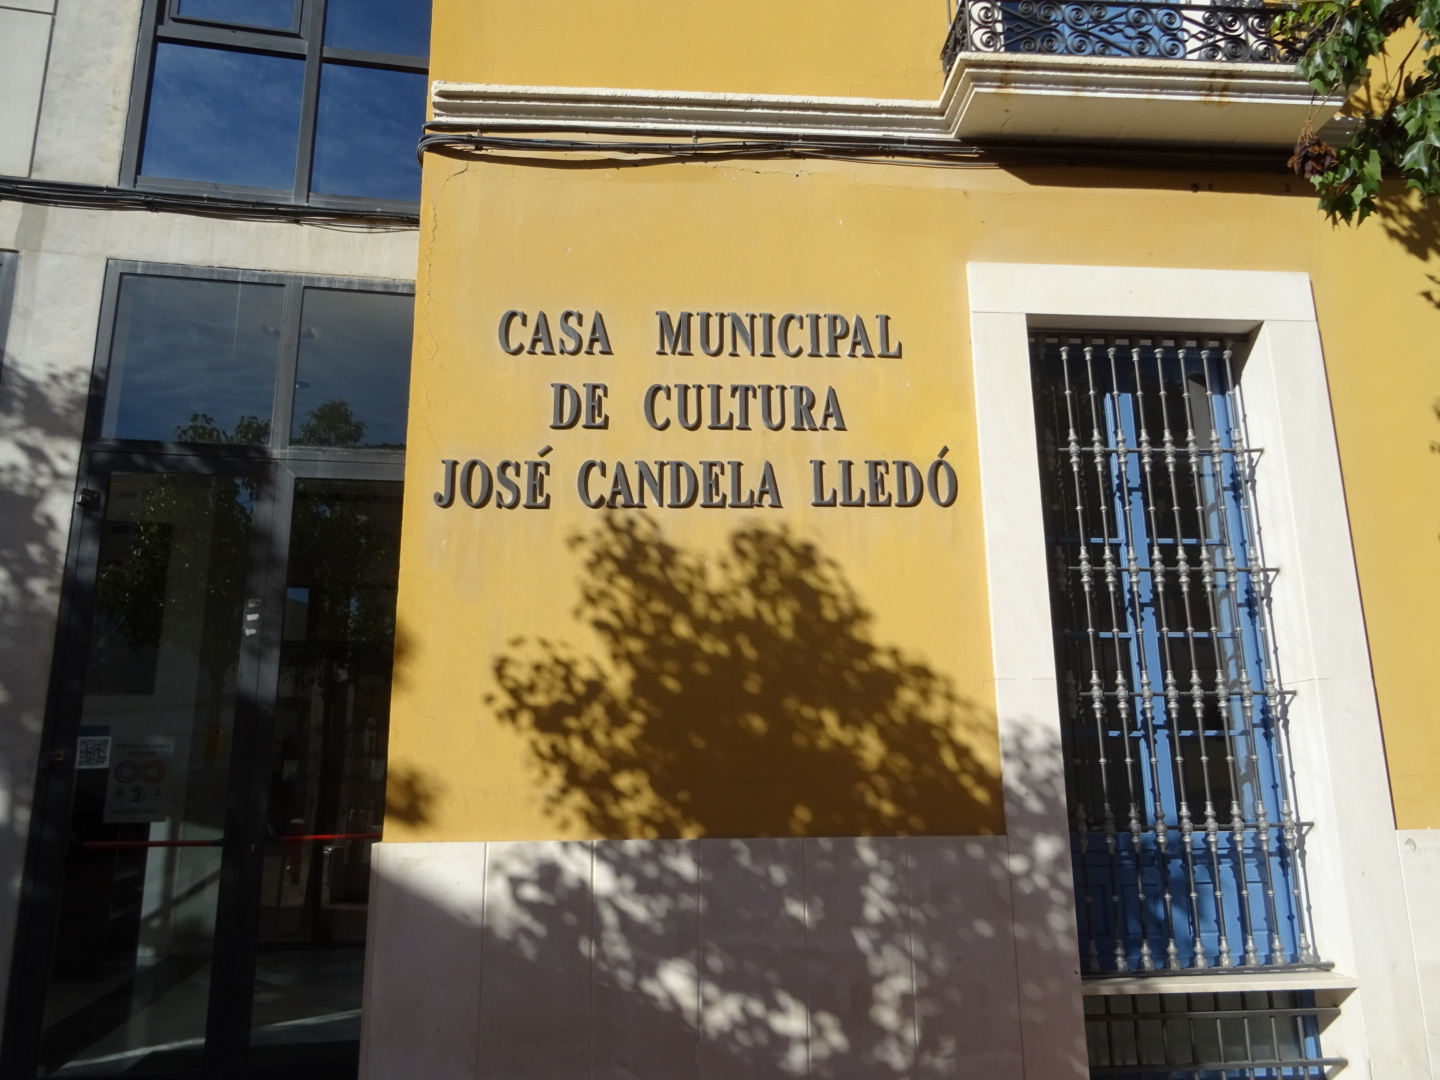 CASA MUNICIPAL
DE CULTURA
JOSÉ CANDELA LLEDÓ